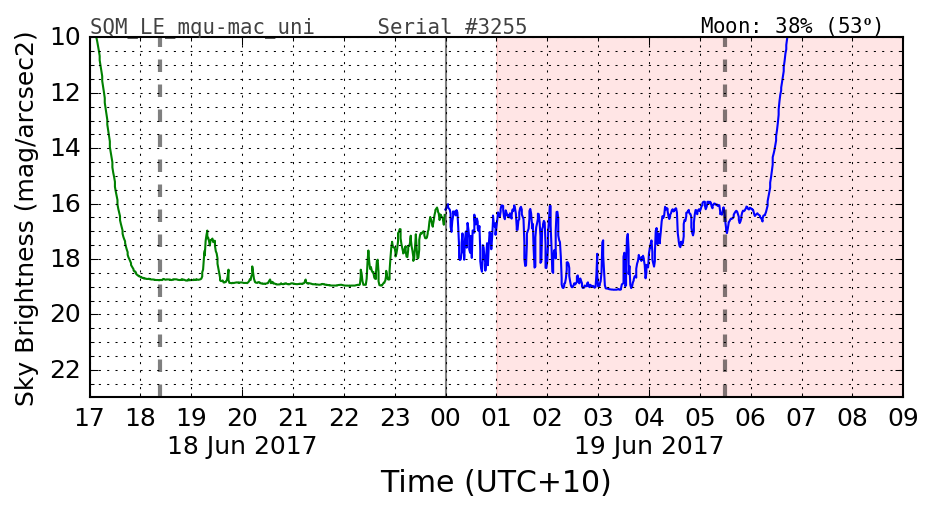 SQM_LE_mqu-mac_uni Serial #3255 Moon: 38% (53º)
10
12
14
16
18
20
22
Sky Brightness (mag/arcsec2)
17 18 19 20 21 22 23 00 01 02 03 04 05 06 07 08 09
18 Jun 2017 19 Jun 2017
Time (UTC+10)